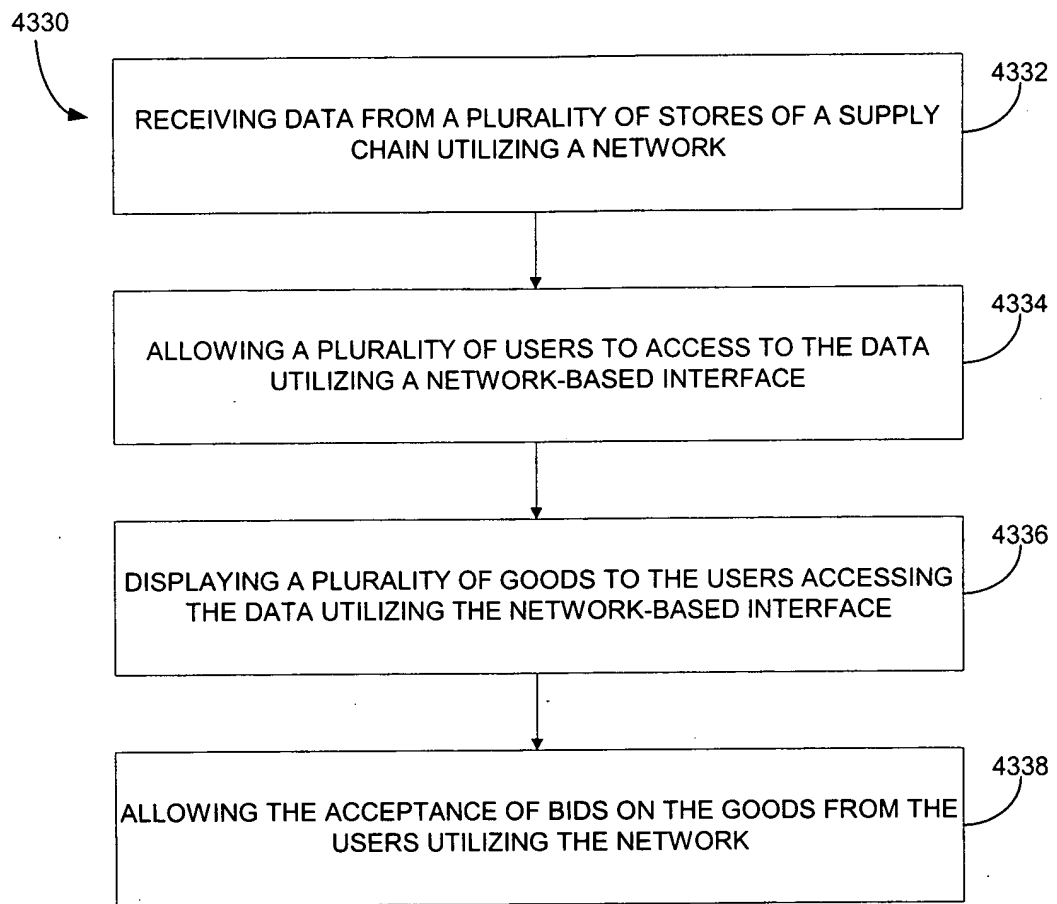 4330
4332
RECEIVING DATA FROM A PLURALITY OF STORES OF A SUPPLY
CHAIN UTILIZING A NETWORK
4334
ALLOWING A PLURALITY OF USERS TO ACCESS TO THE DATA
UTILIZING A NETWORK-BASED INTERFACE
4336
DISPLAYING A PLURALITY OF GOODS TO THE USERS ACCESSING
THE DATA UTILIZING THE NETWORK-BASED INTERFACE
4338
ALLOWING THE ACCEPTANCE OF BIDS ON THE GOODS FROM THE
USERS UTILIZING THE NETWORK